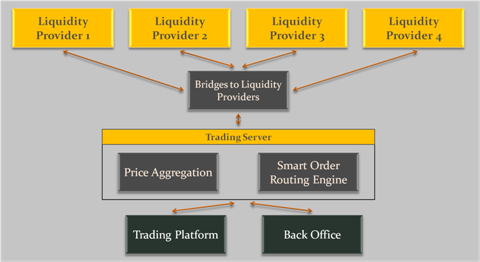 Liquidity
Provider 1
Liquidity
Provider 2
Liquidity
Provider 3
Liquidity
Provider 4
Bridges to Liquidity
Providers
Trading Server
Price Aggregation
Smart Order
Routing Engine
Trading Platform
Back Office